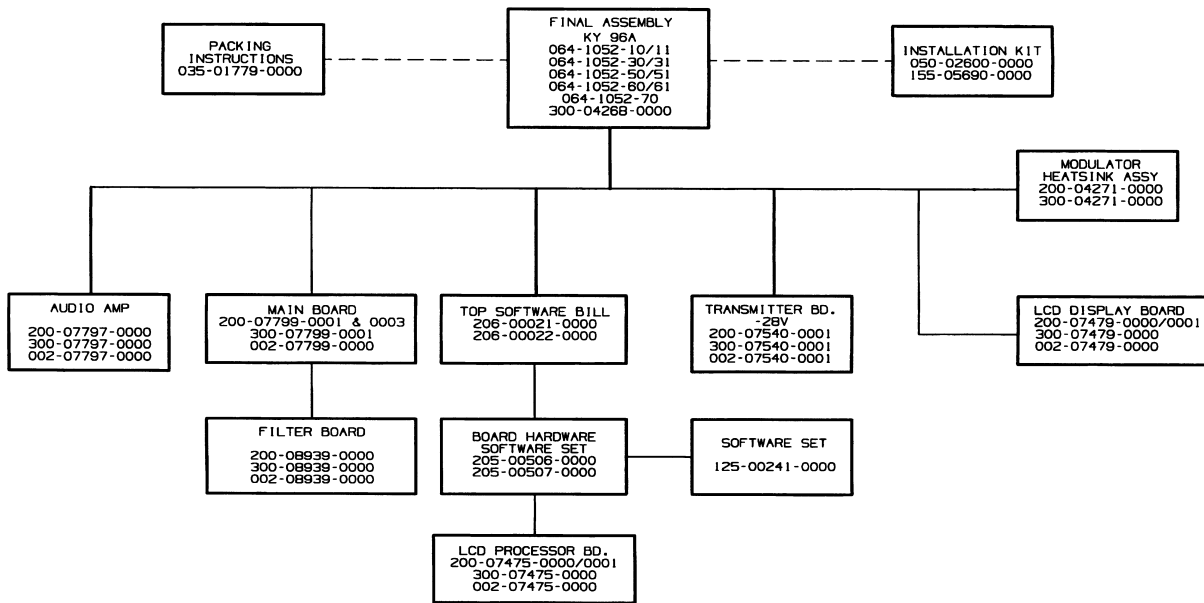 FINAL ASSEMBLY
KY 96A
064-1052-10/11
064-1052-30/31
064-1052-50/51
064-1052-60/61
064-1052-70
300-04268-0000
PACKING
INSTRUCTIONS
035-01779-0000
INSTALLATION KIT
050-02600-0000
155-05690-0000
MODULATOR
HEATSINK ASSY
200-04271-0000
300-04271-0000
AUDIO AMP
200-07797-0000
300-07797-0000
002-07797-0000
MAIN BOARD
200-07799-0001 & 0003
300-07799-0001
002-07799-0000
TOP SOFTWARE BILL
206-00021-0000
206-00022-0000
TRANSMITTER BD.
-28V
200-07540-0001
300-07540-0001
002-07540-0001
LCD DISPLAY BOARD
200-07479-0000/0001
300-07479-0000
002-07479-0000
FILTER BOARD
200-08939-0000
300-08939-0000
002-08939-0000
BOARD HARDWARE
SOFTWARE SET
205-00506-0000
205-00507-0000
SOFTWARE SET
125-00241-0000
LCD PROCESSOR BD.
200-07475-0000/0001
300-07475-0000
002-07475-0000